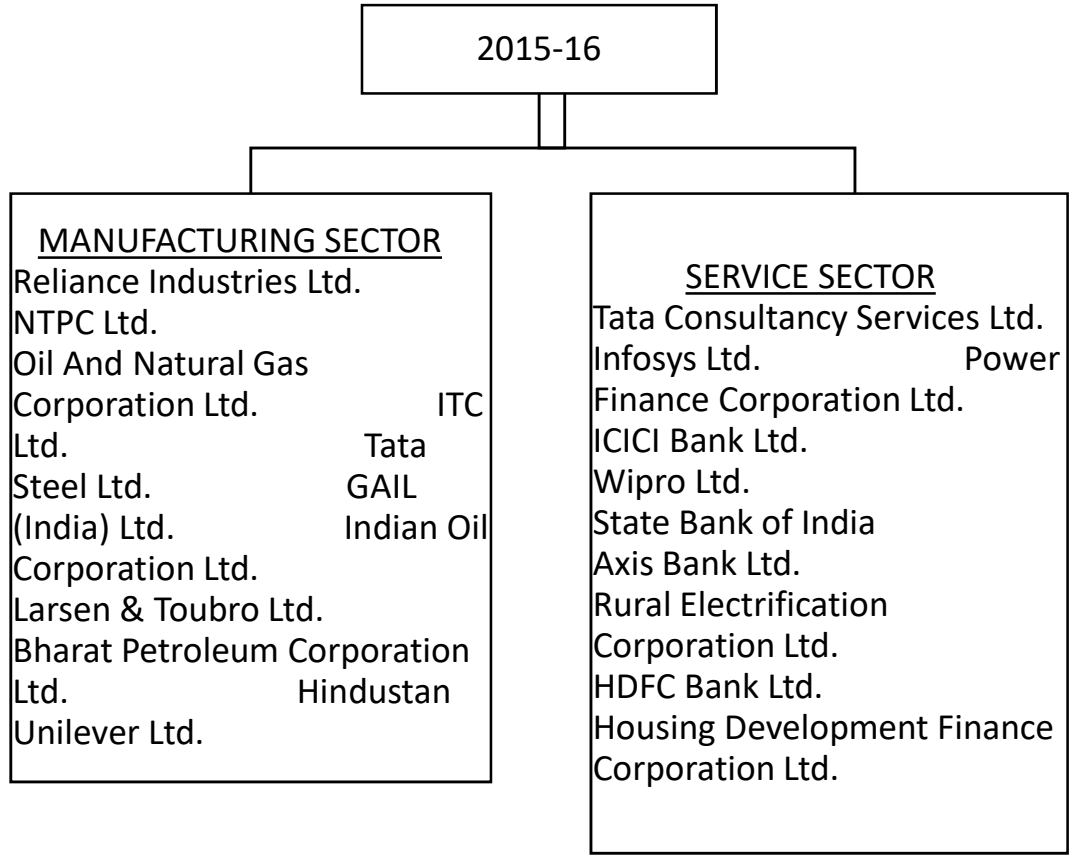 2015-16
MANUFACTURING SECTOR
Reliance Industries Ltd.
NTPC Ltd.
Oil And Natural Gas
Corporation Ltd. ITC
Ltd. Tata
Steel Ltd. GAIL
(India) Ltd. Indian Oil
Corporation Ltd.
Larsen & Toubro Ltd.
Bharat Petroleum Corporation
Ltd. Hindustan
Unilever Ltd.
SERVICE SECTOR
Tata Consultancy Services Ltd.
Infosys Ltd. Power
Finance Corporation Ltd.
ICICI Bank Ltd.
Wipro Ltd.
State Bank of India
Axis Bank Ltd.
Rural Electrification
Corporation Ltd.
HDFC Bank Ltd.
Housing Development Finance
Corporation Ltd.